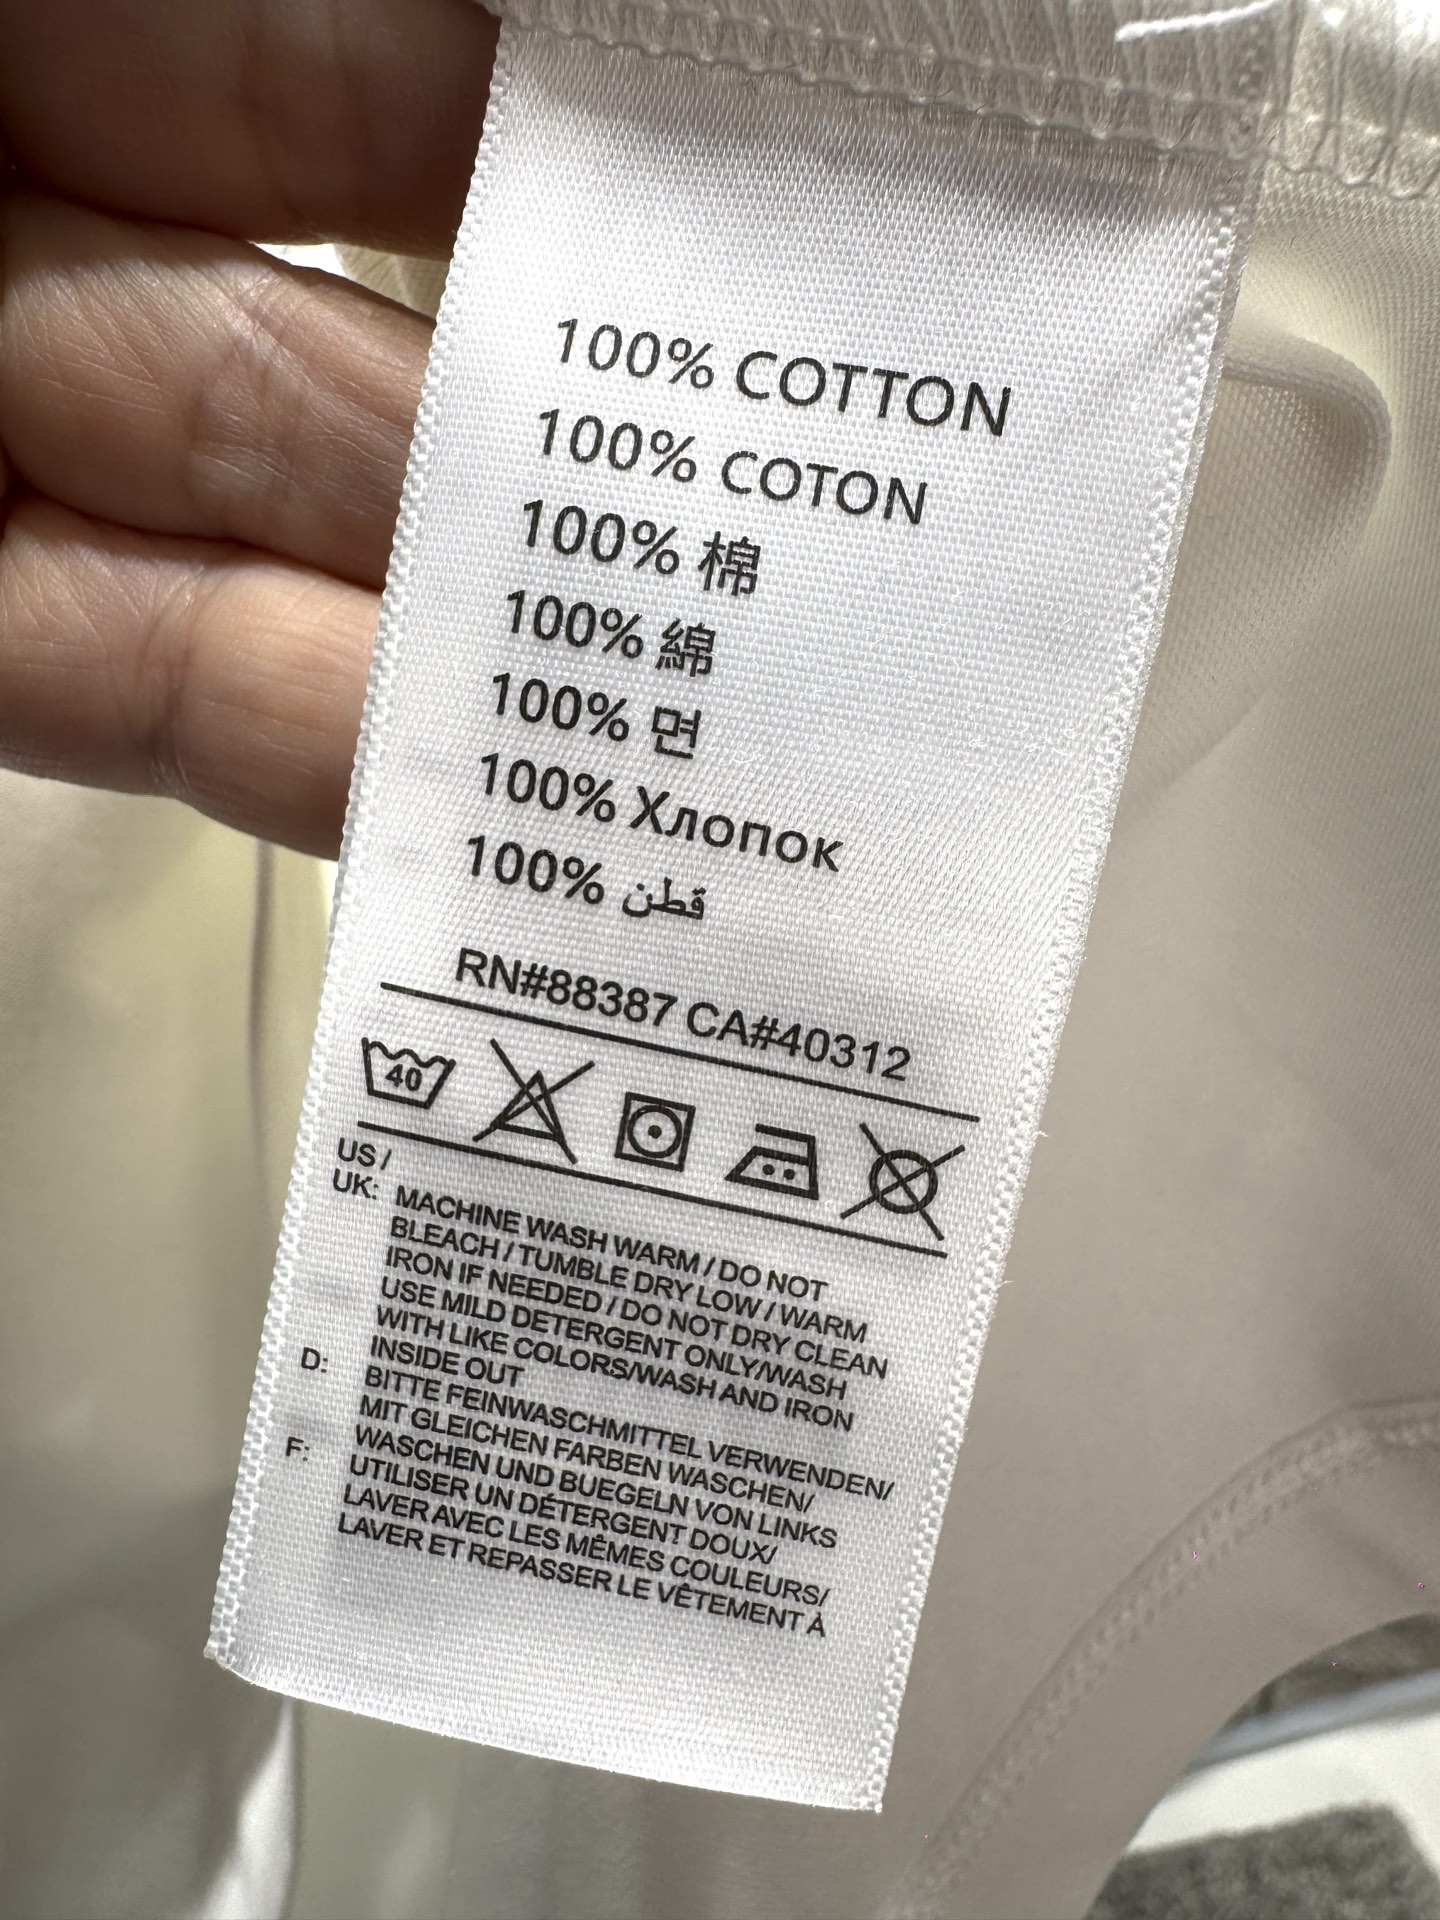 100% COTTON
100% COTON
100% 棉
100% 綿
100% 면
100% Хлопок
100% قطن
RN#88387 CA#40312
40
US /
UK: MACHINE WASH WARM / DO NOT
BLEACH / TUMBLE DRY LOW / WARM
IRON IF NEEDED / DO NOT DRY CLEAN
USE MILD DETERGENT ONLY/WASH
WITH LIKE COLORS/WASH AND IRON
INSIDE OUT
D: BITTE FEINWASCHMITTEL VERWENDEN/
MIT GLEICHEN FARBEN WASCHEN/
WASCHEN UND BUEGELN VON LINKS
F: UTILISER UN DÉTERGENT DOUX/
LAVER AVEC LES MÊMES COULEURS/
LAVER ET REPASSER LE VÊTEMENT À